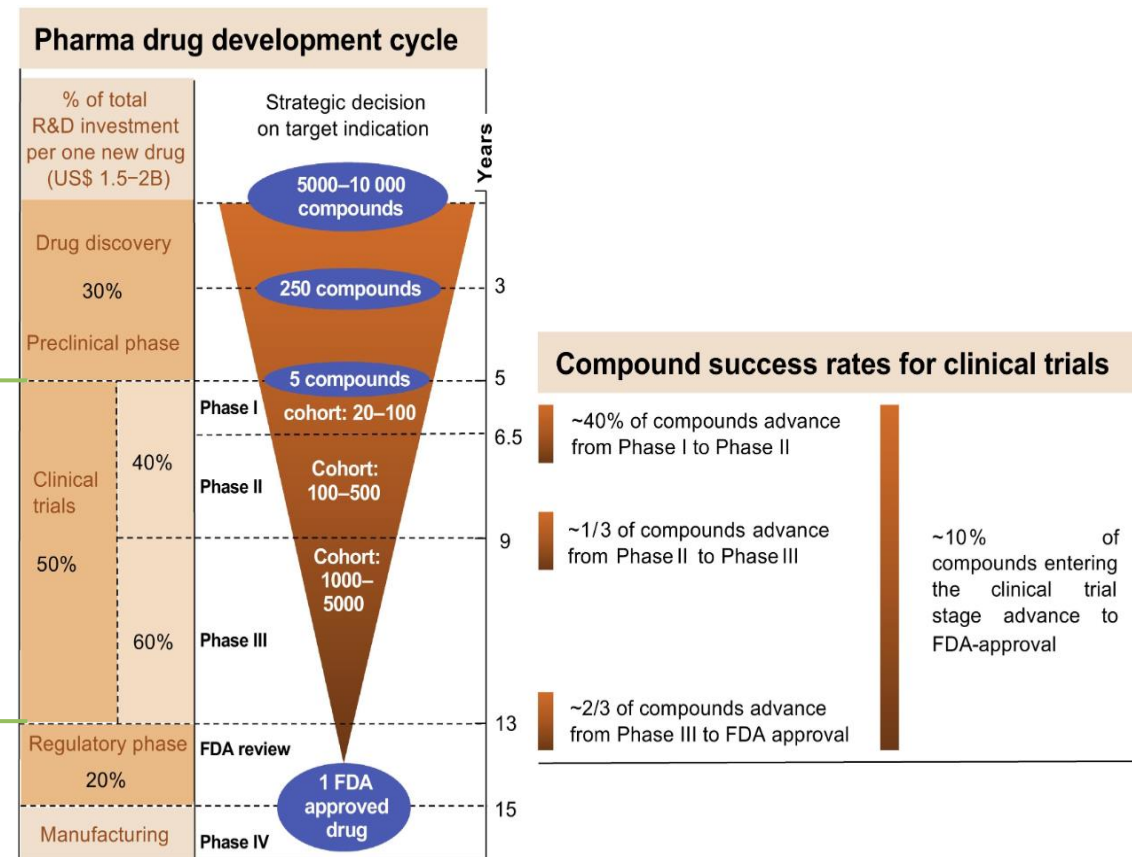 Pharma drug development cycle
% of total
R&D investment
per one new drug
(US$ 1.5–2B)
Strategic decision
on target indication
Years
5000–10 000
compounds
Drug discovery
30%
250 compounds
3
Preclinical phase
5 compounds
5
Phase I
cohort: 20–100
6.5
Clinical
trials
50%
40%
Phase II
Cohort:
100–500
9
Cohort:
1000–
5000
60%
Phase III
13
Regulatory phase
20%
FDA review
1 FDA
approved
drug
15
Manufacturing
Phase IV
Compound success rates for clinical trials
~40% of compounds advance
from Phase I to Phase II
~1/3 of compounds advance
from Phase II to Phase III
~2/3 of compounds advance
from Phase III to FDA approval
~10% of
compounds entering
the clinical trial
stage advance to
FDA-approval